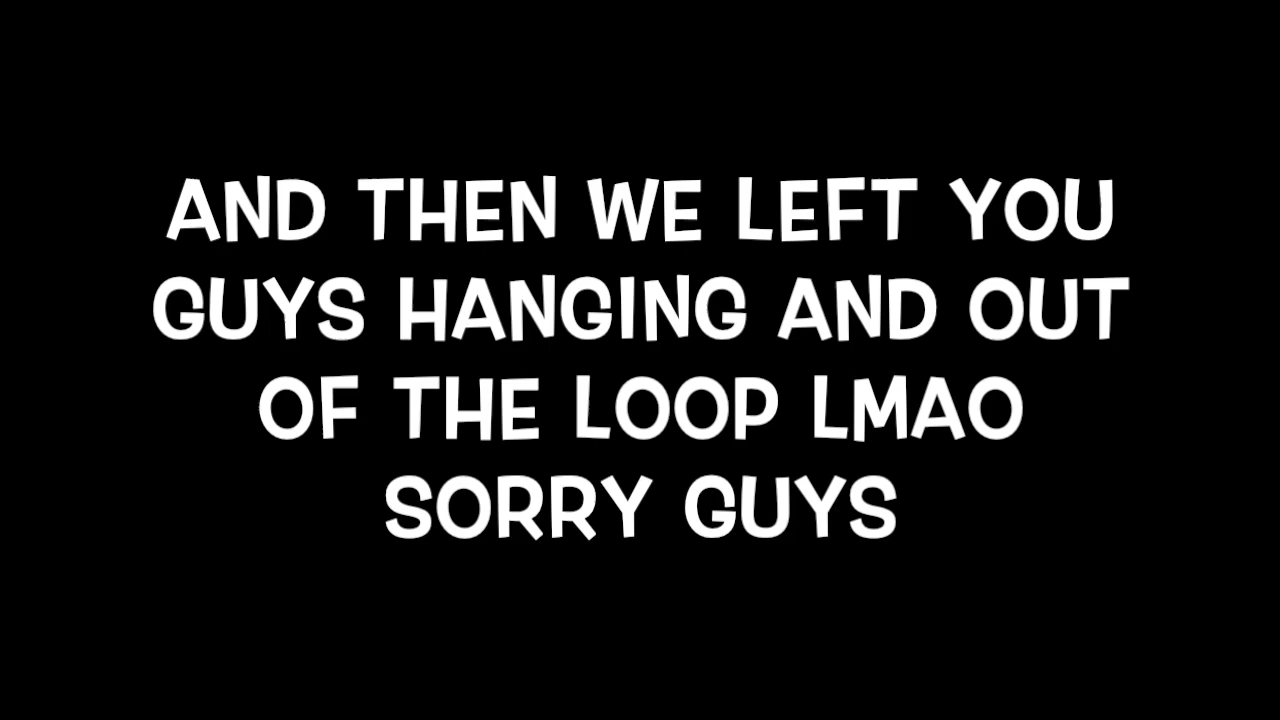 AND THEN WE LEFT YOU
GUYS HANGING AND OUT
OF THE LOOP LMAO
SORRY GUYS